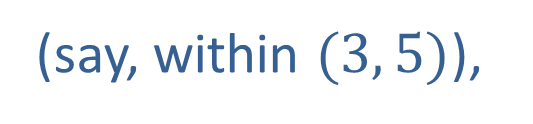 (say, within (3, 5)),